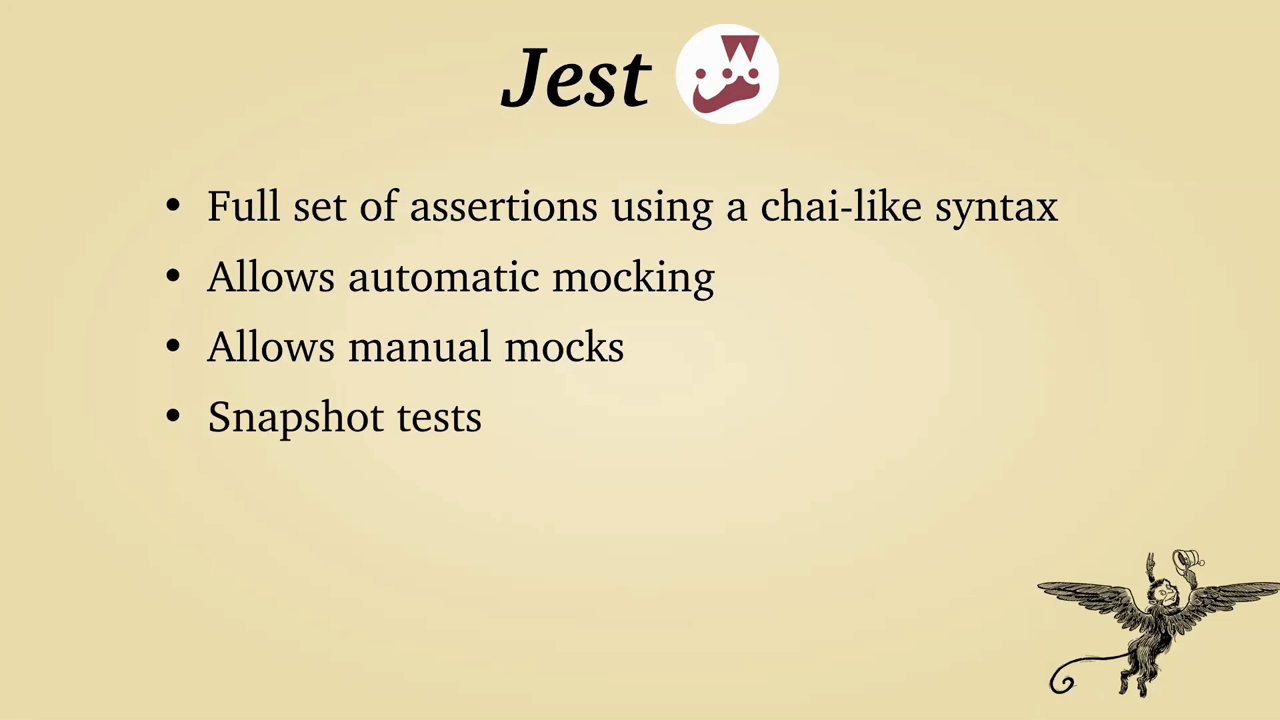 Jest
• Full set of assertions using a chai-like syntax
• Allows automatic mocking
• Allows manual mocks
• Snapshot tests